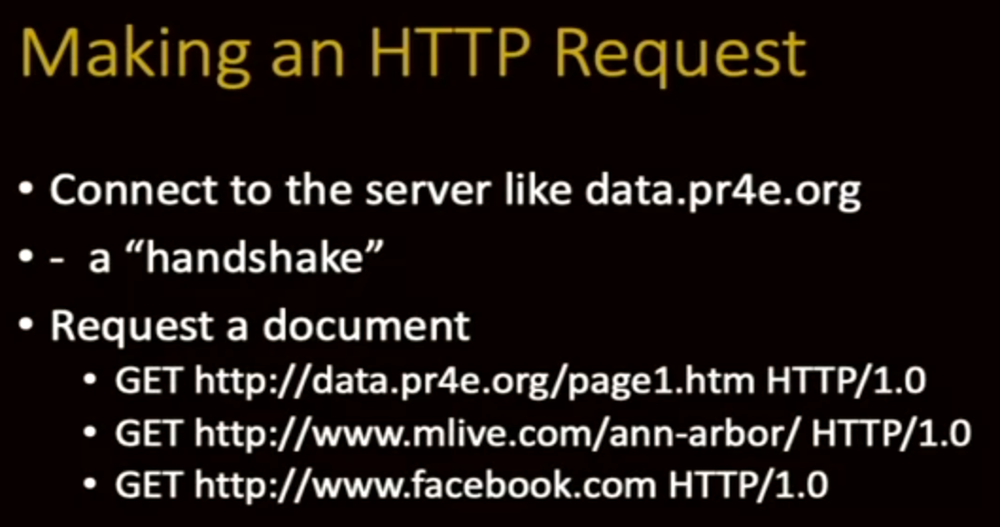 Making an HTTP Request
• Connect to the server like data.pr4e.org
• - a “handshake”
• Request a document
• GET http://data.pr4e.org/page1.htm HTTP/1.0
• GET http://www.mlive.com/ann-arbor/ HTTP/1.0
• GET http://www.facebook.com HTTP/1.0